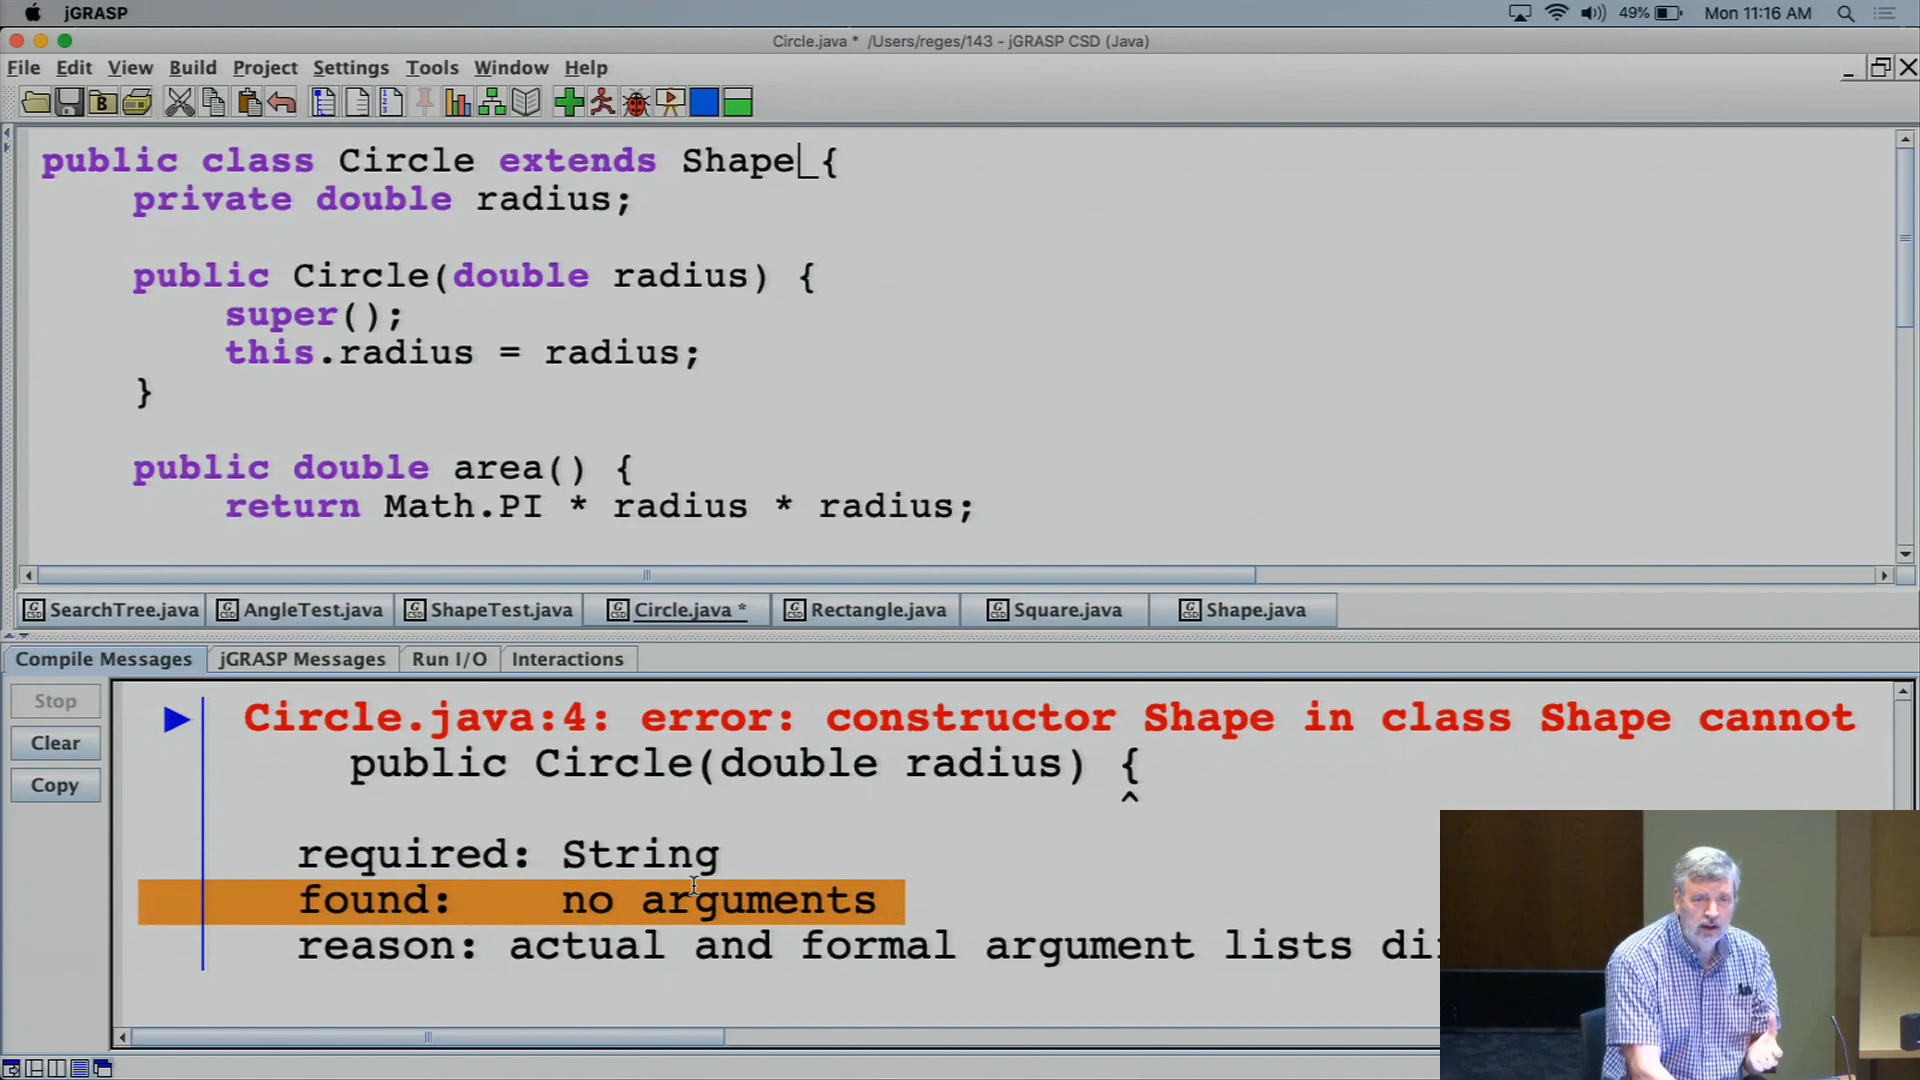 jGRASP
49%
Mon 11:16 AM
Circle.java * /Users/reges/143 - jGRASP CSD (Java)
File Edit View Build Project Settings Tools Window Help
public class Circle extends Shape_{
private double radius;
public Circle(double radius) {
super();
this.radius = radius;
}
public double area() {
return Math.PI * radius * radius;
SearchTree.java AngleTest.java ShapeTest.java Circle.java * Rectangle.java Square.java Shape.java
Compile Messages jGRASP Messages Run I/O Interactions
Stop
Clear
Copy
Circle.java:4: error: constructor Shape in class Shape cannot
public Circle(double radius) {
^
required: String
found: no arguments
reason: actual and formal argument lists di